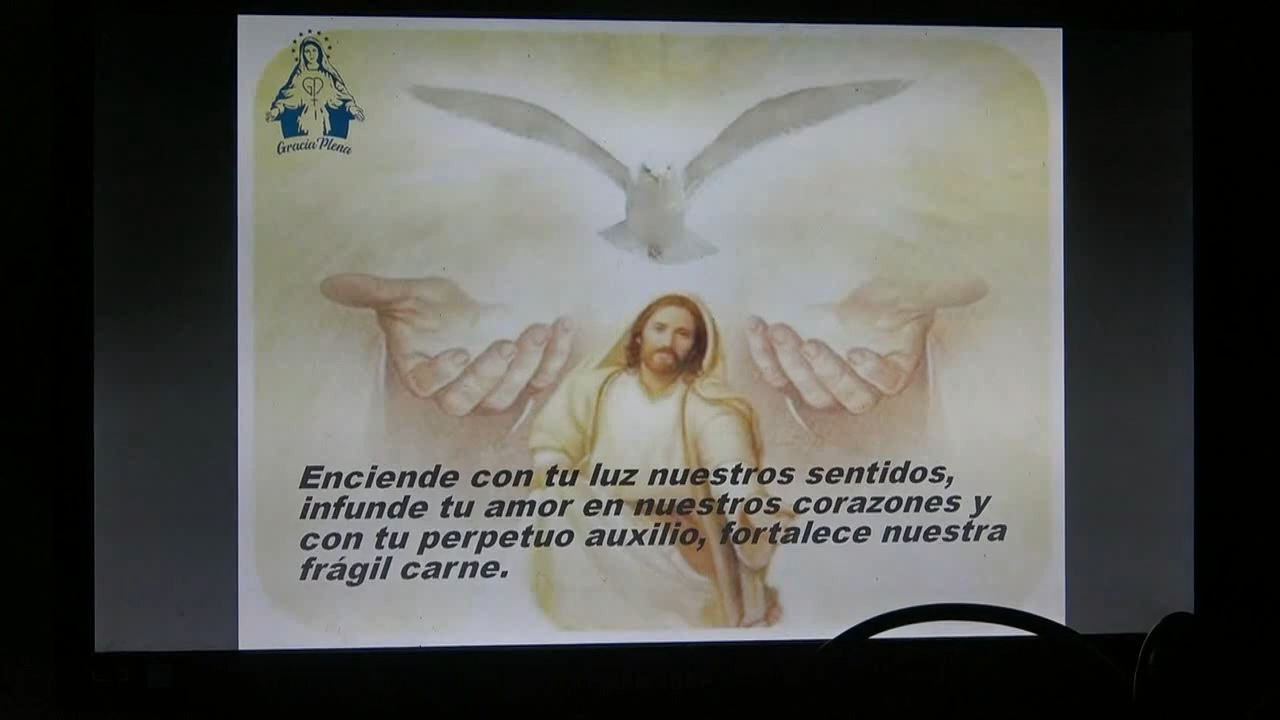 Gracia Plena
Enciende con tu luz nuestros sentidos,
infunde tu amor en nuestros corazones y
con tu perpetuo auxilio, fortalece nuestra
frágil carne.